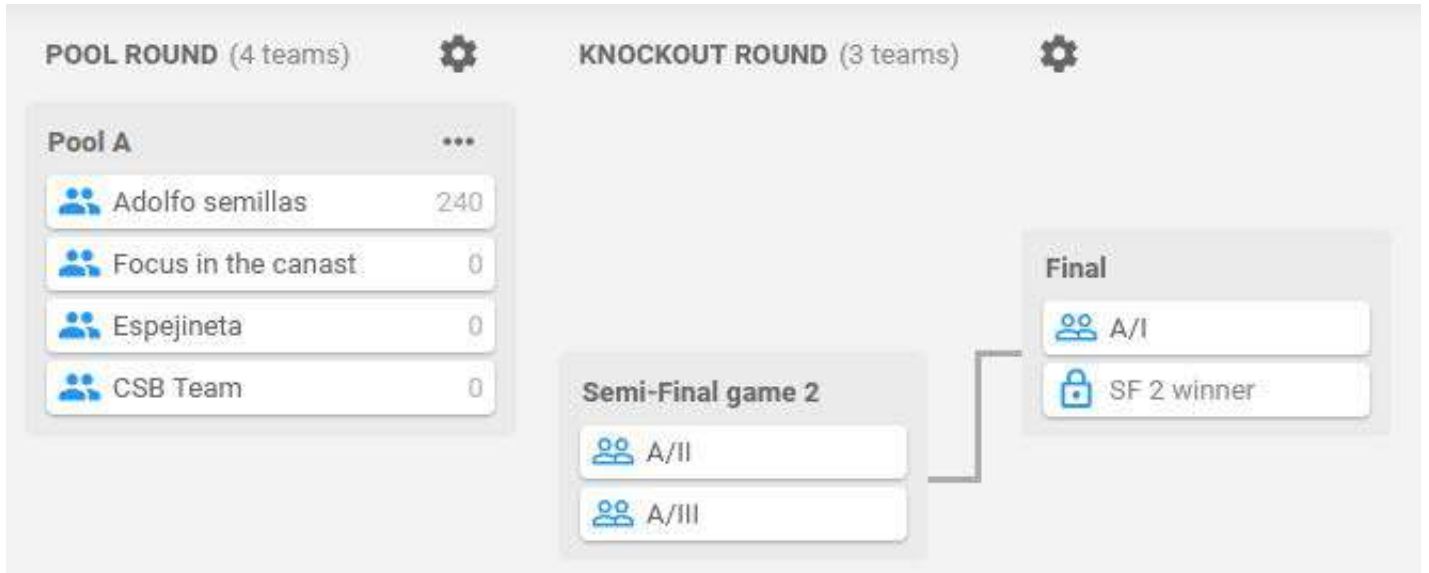 POOL ROUND (4 teams)
KNOCKOUT ROUND (3 teams)
Pool A
Adolfo semillas 240
Focus in the canast 0
Espejineta 0
CSB Team 0
Semi-Final game 2
A/II
A/III
Final
A/I
SF 2 winner